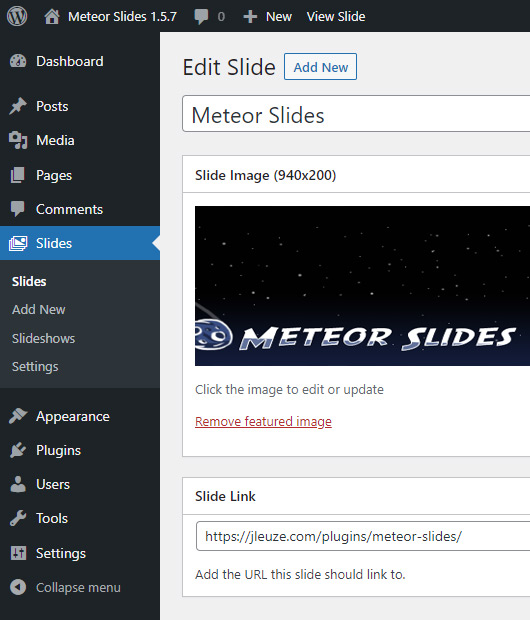 Meteor Slides 1.5.7 0 New View Slide
Dashboard
Posts
Media
Pages
Comments
Slides
Slides
Add New
Slideshows
Settings
Appearance
Plugins
Users
Tools
Settings
Collapse menu
Edit Slide Add New
Meteor Slides
Slide Image (940x200)
METEOR SLIDES
Click the image to edit or update
Remove featured image
Slide Link
https://jleuze.com/plugins/meteor-slides/
Add the URL this slide should link to.